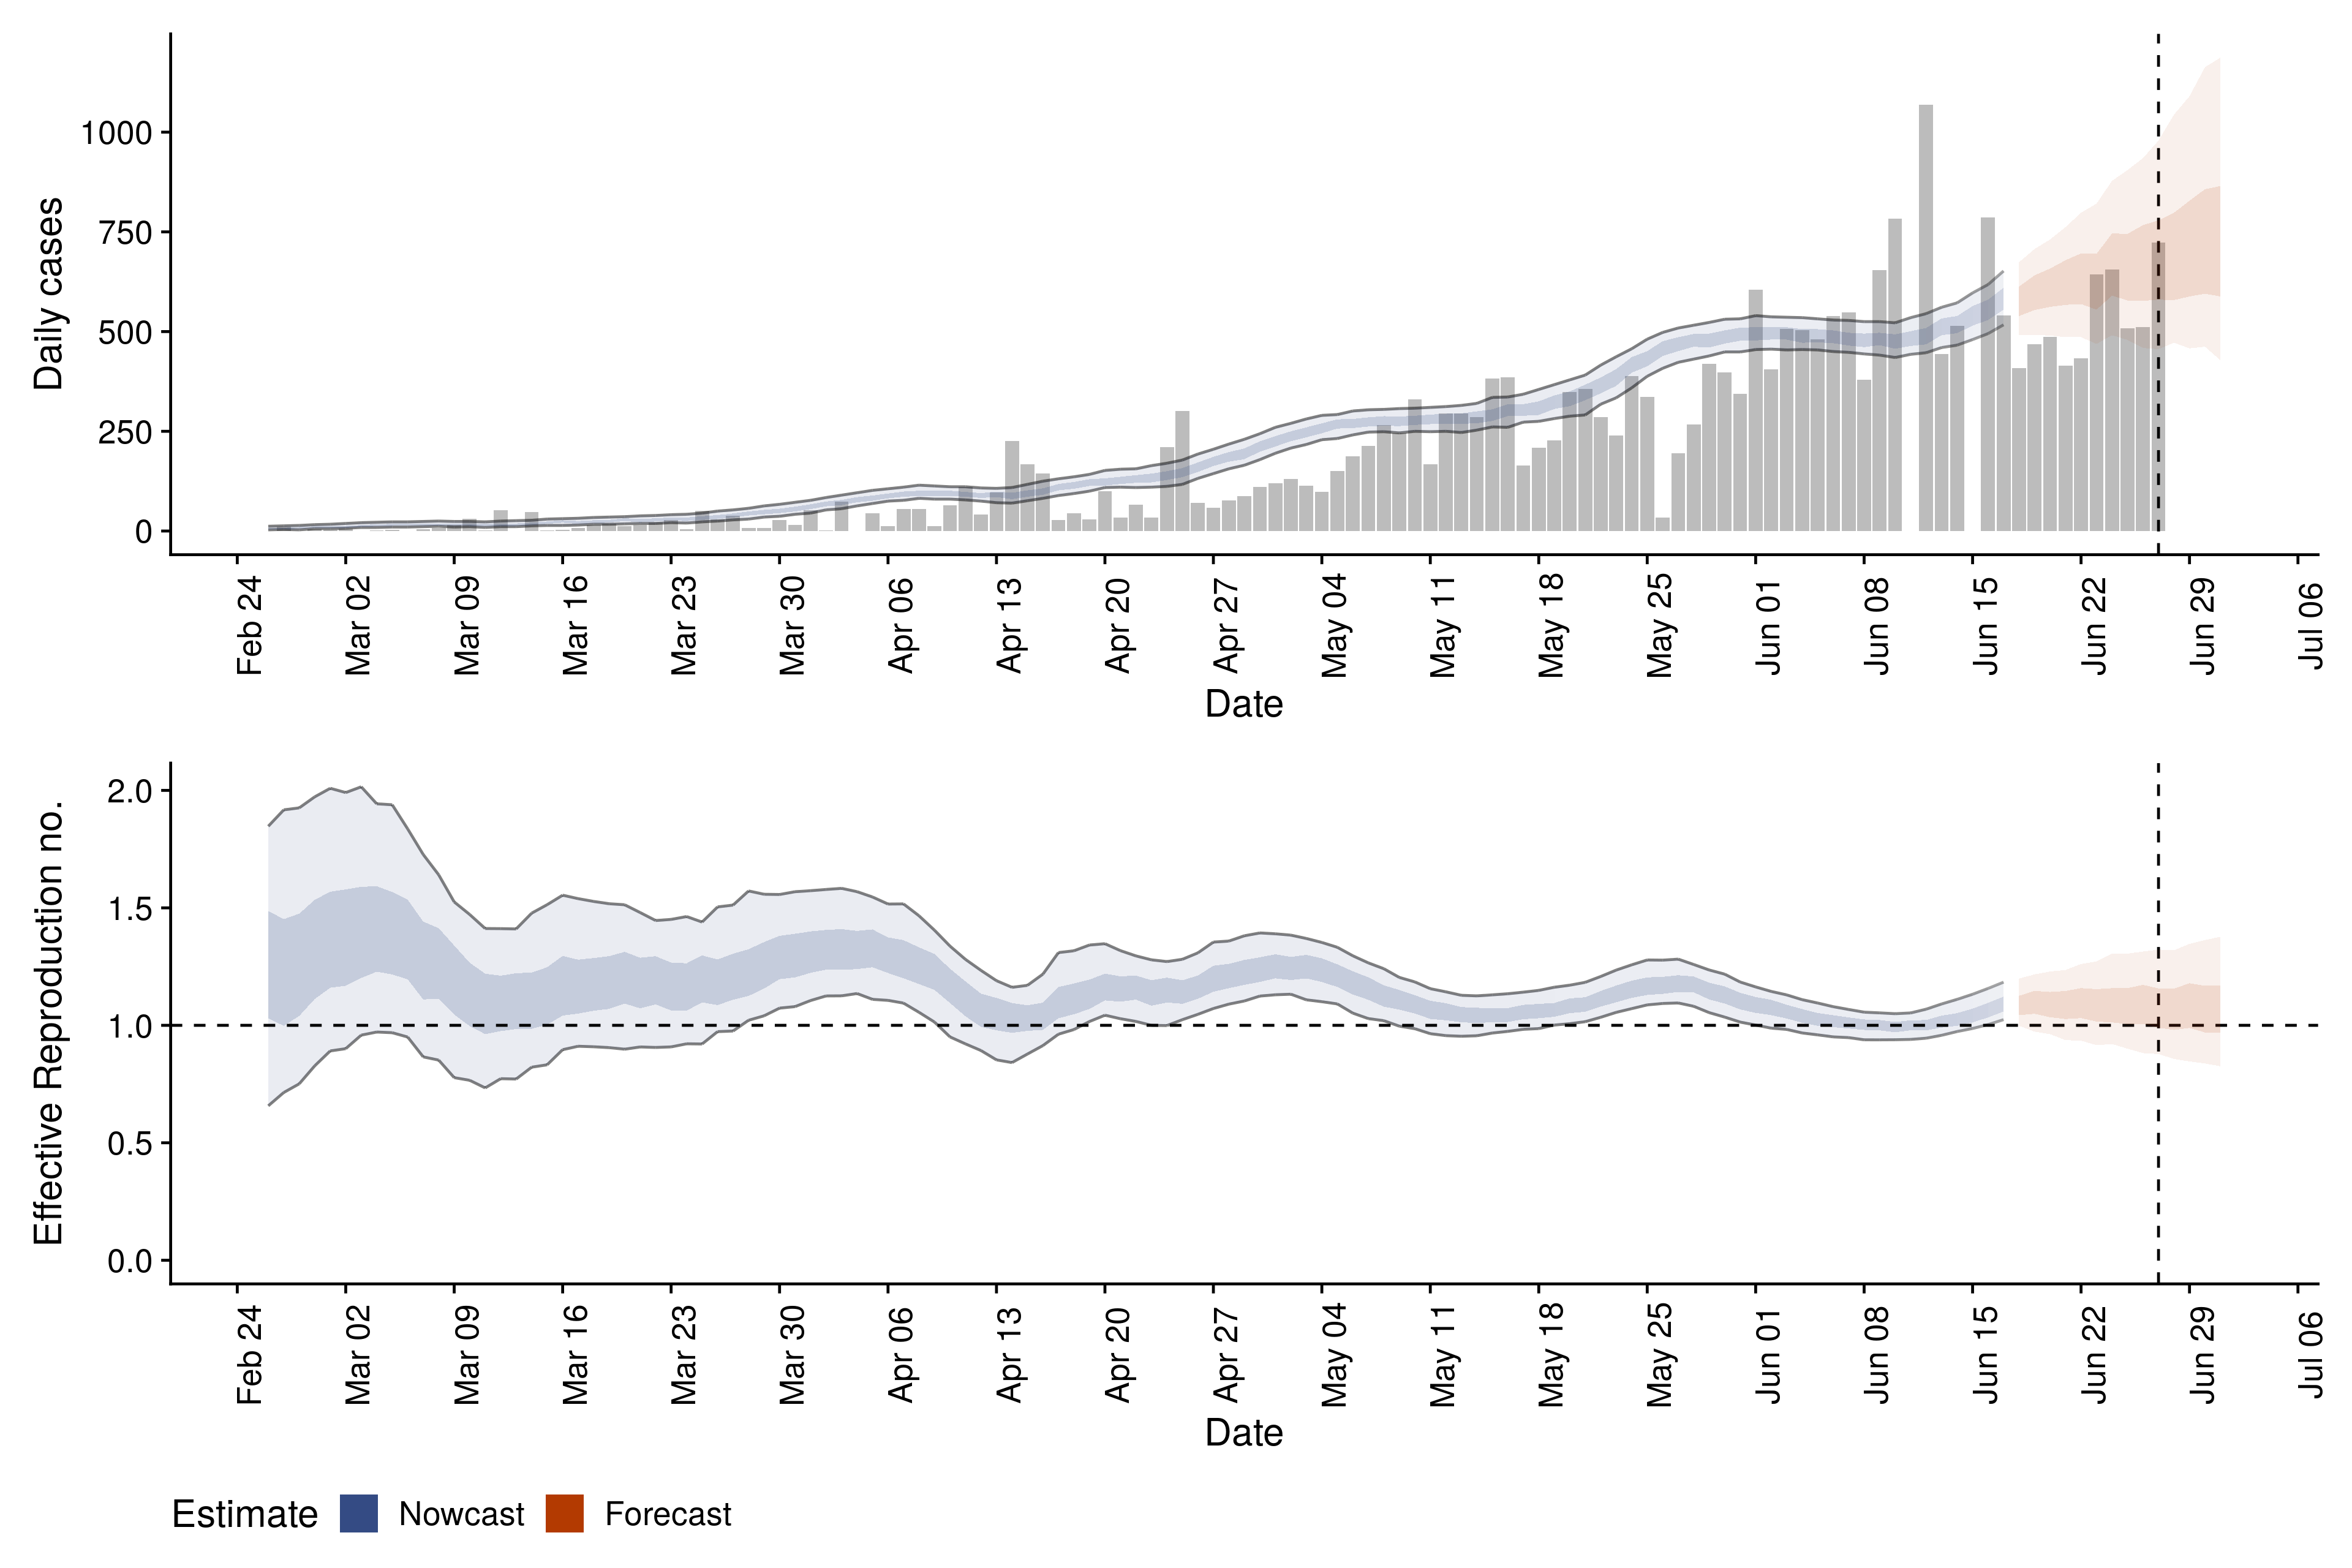 Daily cases
1000
750
500
250
0
Feb 24
Mar 02
Mar 09
Mar 16
Mar 23
Mar 30
Apr 06
Apr 13
Apr 20
Apr 27
May 04
May 11
May 18
May 25
Jun 01
Jun 08
Jun 15
Jun 22
Jun 29
Jul 06
Date
Effective Reproduction no.
2.0
1.5
1.0
0.5
0.0
Feb 24
Mar 02
Mar 09
Mar 16
Mar 23
Mar 30
Apr 06
Apr 13
Apr 20
Apr 27
May 04
May 11
May 18
May 25
Jun 01
Jun 08
Jun 15
Jun 22
Jun 29
Jul 06
Date
Estimate Nowcast Forecast